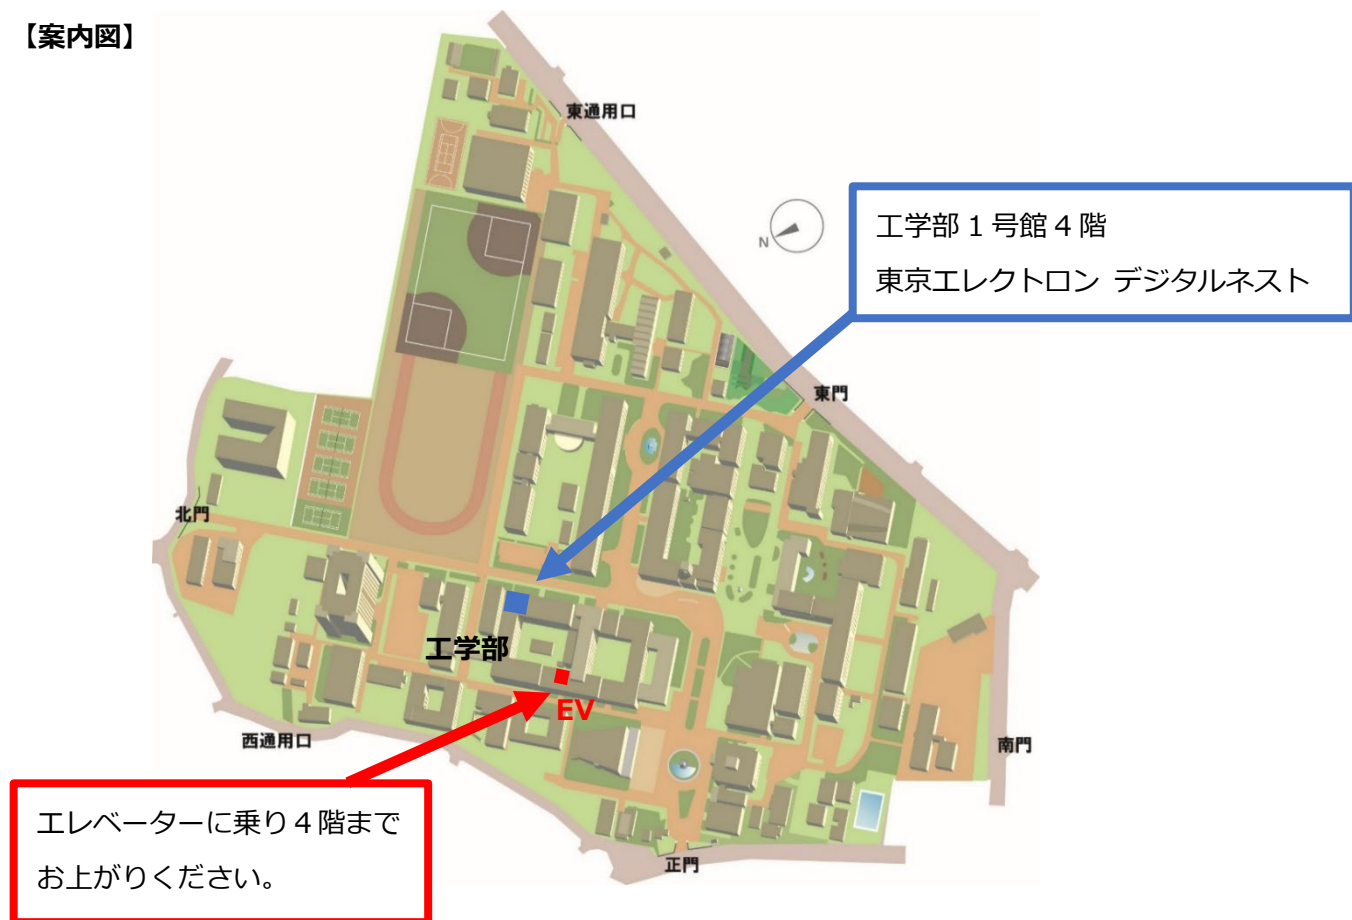 【案内図】
東通用口
N
工学部 1 号館 4 階
東京エレクトロン デジタルネスト
東門
北門
工学部
EV
西通用口
南門
エレベーターに乗り 4 階まで
お上がりください。
正門